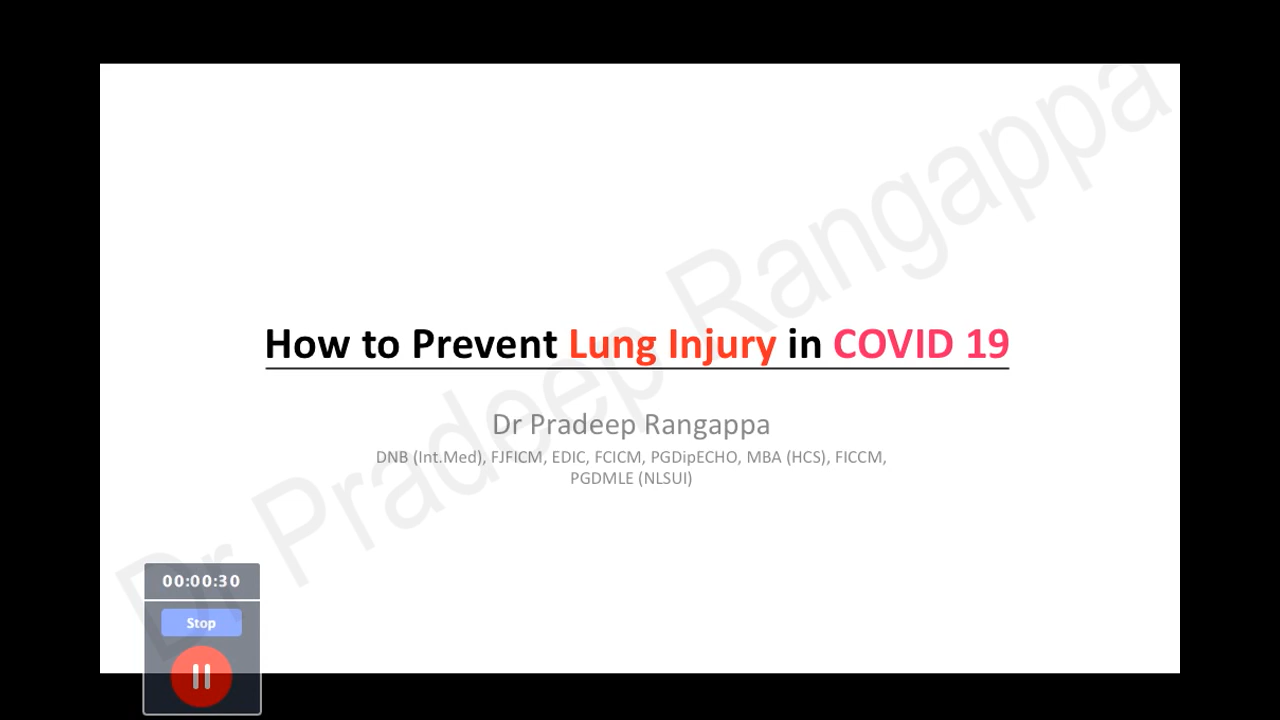 Dr Pradeep Rangappa
How to Prevent Lung Injury in COVID 19
Dr Pradeep Rangappa
DNB (Int.Med), FJFICM, EDIC, FCICM, PGDipECHO, MBA (HCS), FICCM,
PGDMLE (NLSUI)
00:00:30
Stop